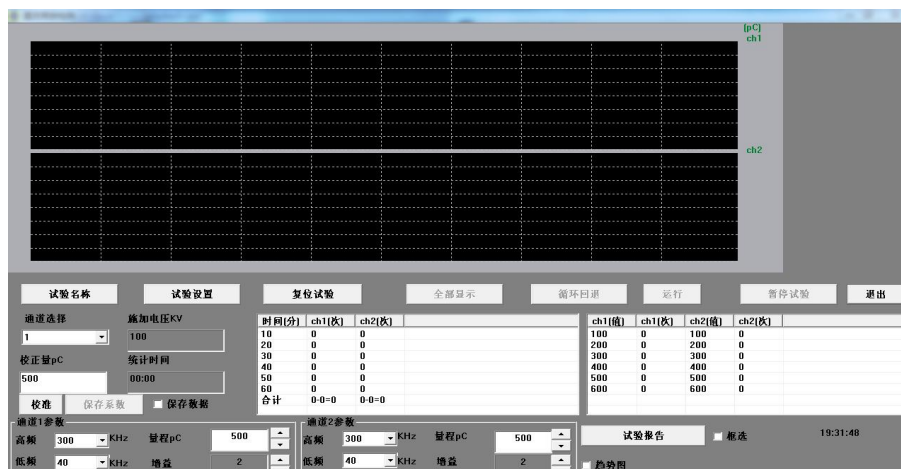 (pC)
ch1
ch2
试验名称 试验设置 复位试验 全部显示 循环回退 运行 暂停试验 退出
通道选择 施加电压KV
1 100
校正量pC 统计时间
500 00:00
校准 保存系数 保存数据
时间(分) ch1(次) ch2(次)
10 0 0
20 0 0
30 0 0
40 0 0
50 0 0
60 0 0
合计 0-0=0 0-0=0
ch1(值) ch1(次) ch2(值) ch2(次)
100 0 100 0
200 0 200 0
300 0 300 0
400 0 400 0
500 0 500 0
600 0 600 0
通道1参数
高频 300 KHz 量程pC 500
低频 40 KHz 增益 2
通道2参数
高频 300 KHz 量程pC 500
低频 40 KHz 增益 2
试验报告 框选 19:31:48
趋势图